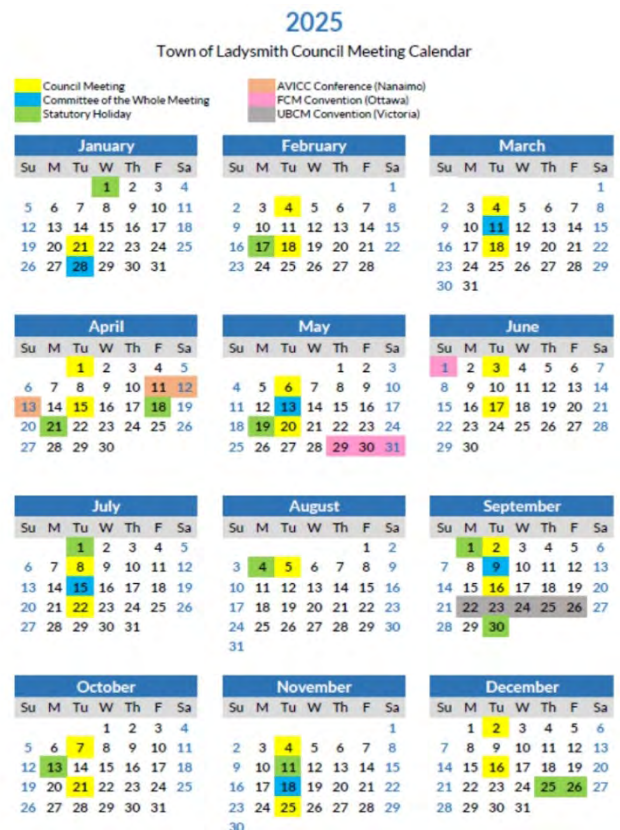 2025
Town of Ladysmith Council Meeting Calendar
Council Meeting AVICC Conference (Nanaimo)
Committee of the Whole Meeting FCM Convention (Ottawa)
Statutory Holiday UBCM Convention (Victoria)
January February March
Su M Tu W Th F Sa Su M Tu W Th F Sa Su M Tu W Th F Sa
1 2 3 4 1 1
5 6 7 8 9 10 11 2 3 4 5 6 7 8 2 3 4 5 6 7 8
12 13 14 15 16 17 18 9 10 11 12 13 14 15 9 10 11 12 13 14 15
19 20 21 22 23 24 25 16 17 18 19 20 21 22 16 17 18 19 20 21 22
26 27 28 29 30 31 23 24 25 26 27 28 23 24 25 26 27 28 29
30 31
April May June
Su M Tu W Th F Sa Su M Tu W Th F Sa Su M Tu W Th F Sa
1 2 3 4 5 1 2 3 1 2 3 4 5 6 7
6 7 8 9 10 11 12 4 5 6 7 8 9 10 8 9 10 11 12 13 14
13 14 15 16 17 18 19 11 12 13 14 15 16 17 15 16 17 18 19 20 21
20 21 22 23 24 25 26 18 19 20 21 22 23 24 22 23 24 25 26 27 28
27 28 29 30 25 26 27 28 29 30 31 29 30
July August September
Su M Tu W Th F Sa Su M Tu W Th F Sa Su M Tu W Th F Sa
1 2 3 4 5 1 2 1 2 3 4 5 6
6 7 8 9 10 11 12 3 4 5 6 7 8 9 7 8 9 10 11 12 13
13 14 15 16 17 18 19 10 11 12 13 14 15 16 14 15 16 17 18 19 20
20 21 22 23 24 25 26 17 18 19 20 21 22 23 21 22 23 24 25 26 27
27 28 29 30 31 24 25 26 27 28 29 30 28 29 30
31
October November December
Su M Tu W Th F Sa Su M Tu W Th F Sa Su M Tu W Th F Sa
1 2 3 4 1 1 2 3 4 5 6
5 6 7 8 9 10 11 2 3 4 5 6 7 8 7 8 9 10 11 12 13
12 13 14 15 16 17 18 9 10 11 12 13 14 15 14 15 16 17 18 19 20
19 20 21 22 23 24 25 16 17 18 19 20 21 22 21 22 23 24 25 26 27
26 27 28 29 30 31 23 24 25 26 27 28 29 28 29 30 31
30